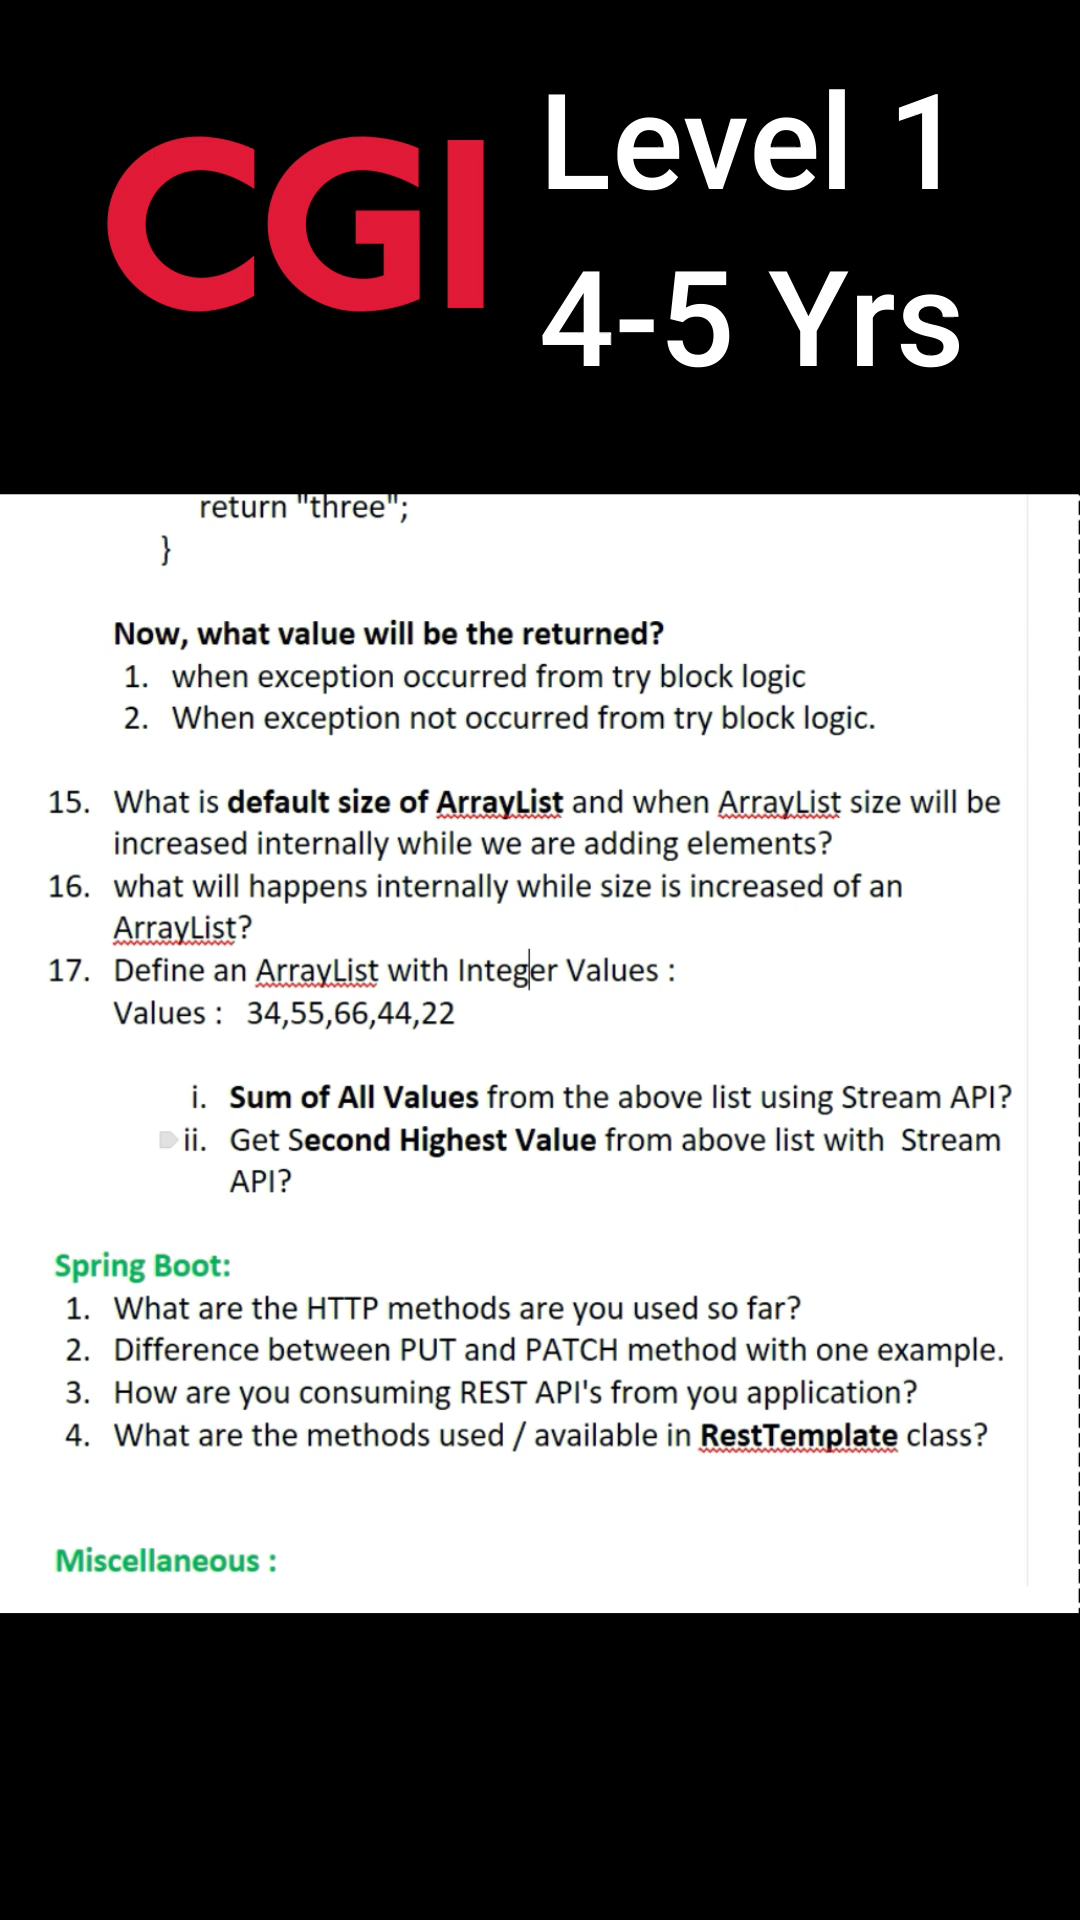 CGI
Level 1
4-5 Yrs
return "three";
}
Now, what value will be the returned?
1. when exception occurred from try block logic
2. When exception not occurred from try block logic.
15. What is default size of ArrayList and when ArrayList size will be
increased internally while we are adding elements?
16. what will happens internally while size is increased of an
ArrayList?
17. Define an ArrayList with Integer Values :
Values : 34,55,66,44,22
i. Sum of All Values from the above list using Stream API?
ii. Get Second Highest Value from above list with Stream
API?
Spring Boot:
1. What are the HTTP methods are you used so far?
2. Difference between PUT and PATCH method with one example.
3. How are you consuming REST API's from you application?
4. What are the methods used / available in RestTemplate class?
Miscellaneous :